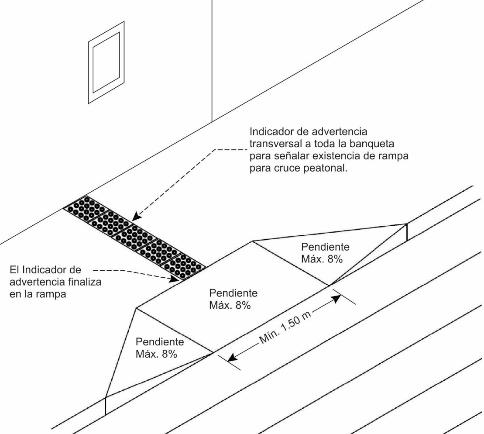 Indicador de advertencia
transversal a toda la banqueta
para señalar existencia de rampa
para cruce peatonal.
Pendiente
Máx. 8%
El Indicador de
advertencia finaliza
en la rampa
Pendiente
Máx. 8%
Mín. 1.50 m
Pendiente
Máx. 8%